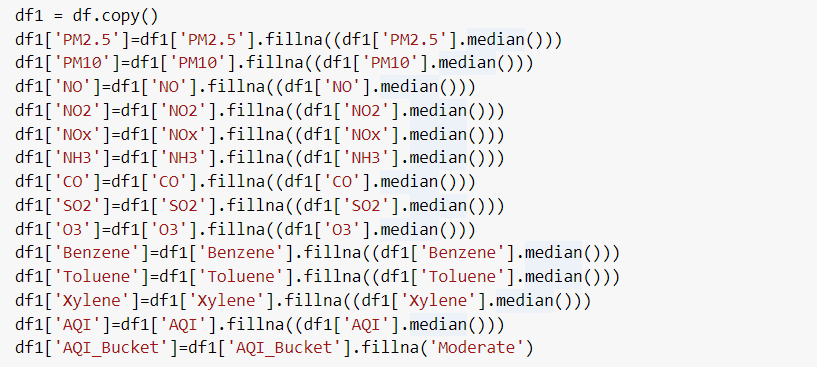 df1 = df.copy()
df1['PM2.5']=df1['PM2.5'].fillna((df1['PM2.5'].median()))
df1['PM10']=df1['PM10'].fillna((df1['PM10'].median()))
df1['NO']=df1['NO'].fillna((df1['NO'].median()))
df1['NO2']=df1['NO2'].fillna((df1['NO2'].median()))
df1['NOx']=df1['NOx'].fillna((df1['NOx'].median()))
df1['NH3']=df1['NH3'].fillna((df1['NH3'].median()))
df1['CO']=df1['CO'].fillna((df1['CO'].median()))
df1['SO2']=df1['SO2'].fillna((df1['SO2'].median()))
df1['O3']=df1['O3'].fillna((df1['O3'].median()))
df1['Benzene']=df1['Benzene'].fillna((df1['Benzene'].median()))
df1['Toluene']=df1['Toluene'].fillna((df1['Toluene'].median()))
df1['Xylene']=df1['Xylene'].fillna((df1['Xylene'].median()))
df1['AQI']=df1['AQI'].fillna((df1['AQI'].median()))
df1['AQI_Bucket']=df1['AQI_Bucket'].fillna('Moderate')